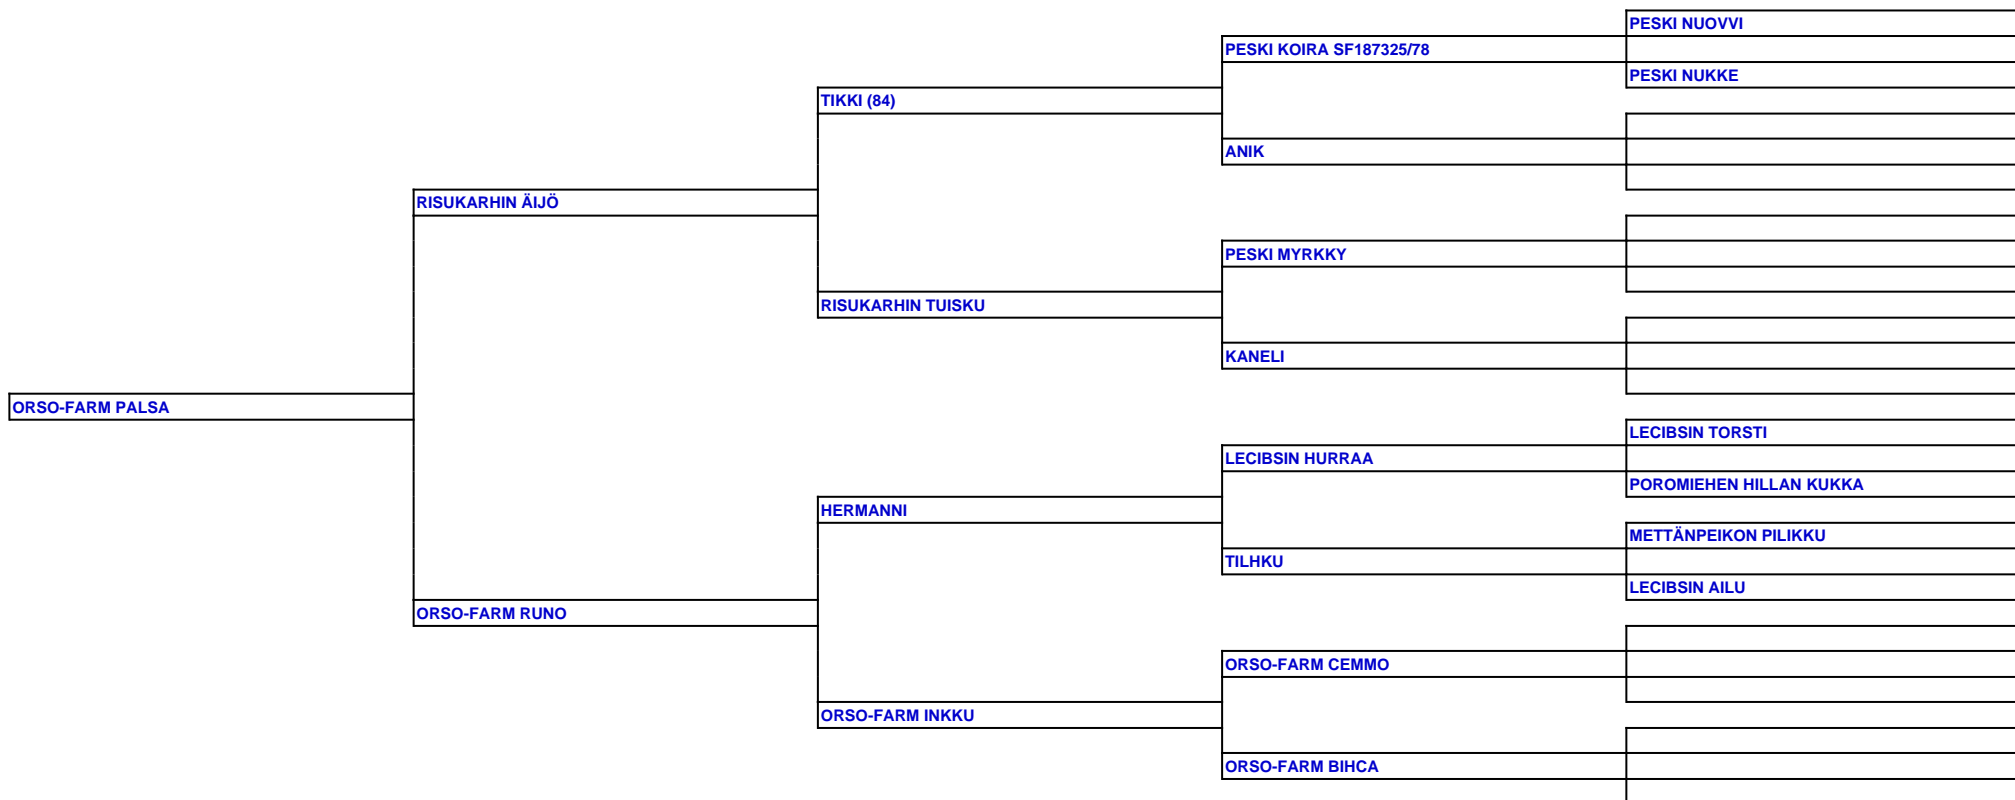 PESKI NUOVVI
PESKI KOIRA SF187325/78
PESKI NUKKE
TIKKI (84)
ANIK
RISUKARHIN ÄIJÖ
PESKI MYRKKY
RISUKARHIN TUISKU
KANELI
ORSO-FARM PALSA
LECIBSIN TORSTI
LECIBSIN HURRAA
POROMIEHEN HILLAN KUKKA
HERMANNI
METTÄNPEIKON PILIKKU
TILHKU
LECIBSIN AILU
ORSO-FARM RUNO
ORSO-FARM CEMMO
ORSO-FARM INKKU
ORSO-FARM BIHCA